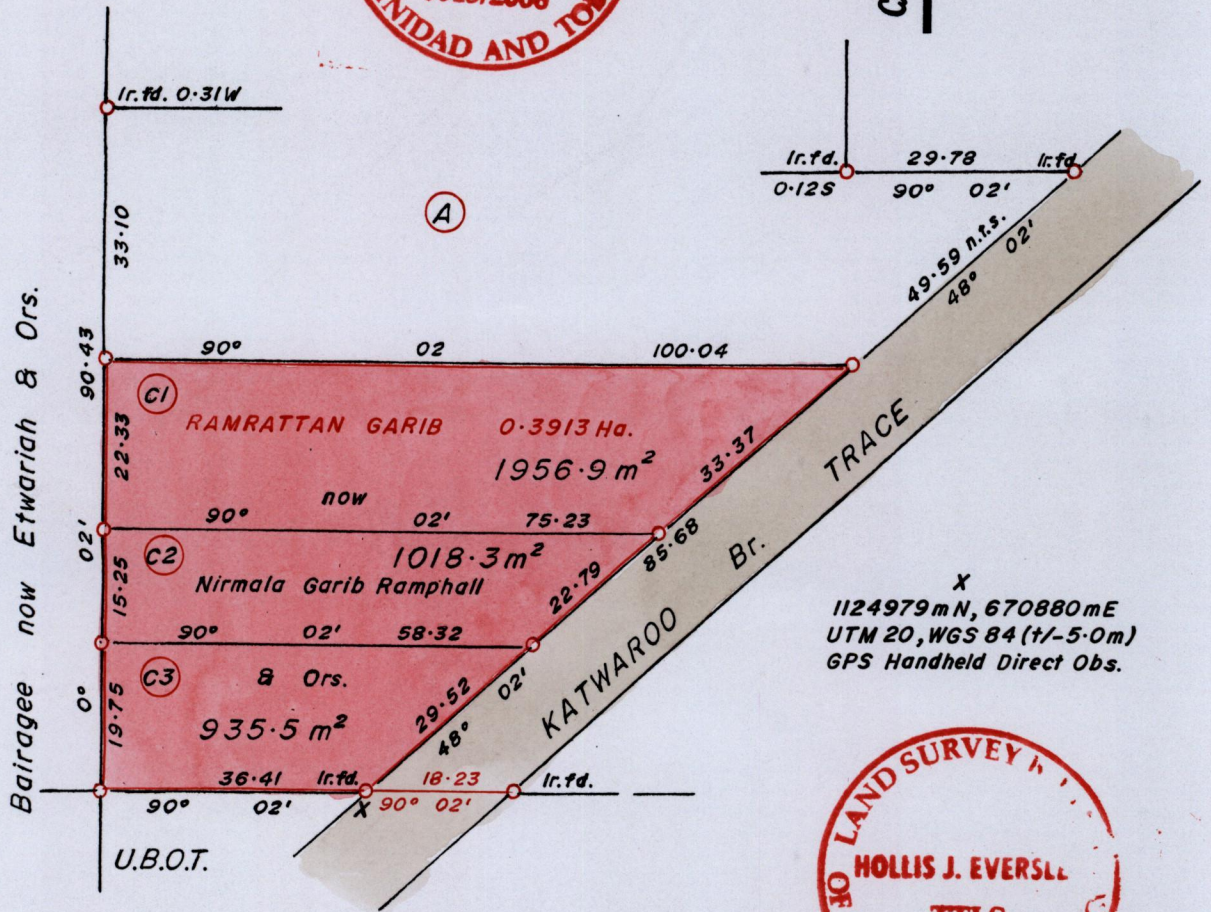 NIDAD AND TOB
Ir.fd. 0·31W
Ir.fd. 29·78 Ir.fd.
0·12S 90° 02'
A
33·10
49·59 n.t.s.
48° 02'
90° 02 100·04
C1
RAMRATTAN GARIB 0·3913 Ha.
1956·9 m²
22·33
33·37
now
90° 02' 75·23
C2
1018·3 m²
Nirmala Garib Ramphall
15·25
22·79
85·68
90° 02' 58·32
C3
& Ors.
935·5 m²
19·75
29·52
48° 02'
36·41 Ir.fd. 18·23 Ir.fd.
90° 02' X 90° 02'
U.B.O.T.
0° 02' 90·43
Bairagee now Etwariah & Ors.
KATWAROO Br. TRACE
X
1124979mN, 670880mE
UTM 20, WGS 84 (+/-5·0m)
GPS Handheld Direct Obs.
LAND SURVEY
HOLLIS J. EVERSLE
OF